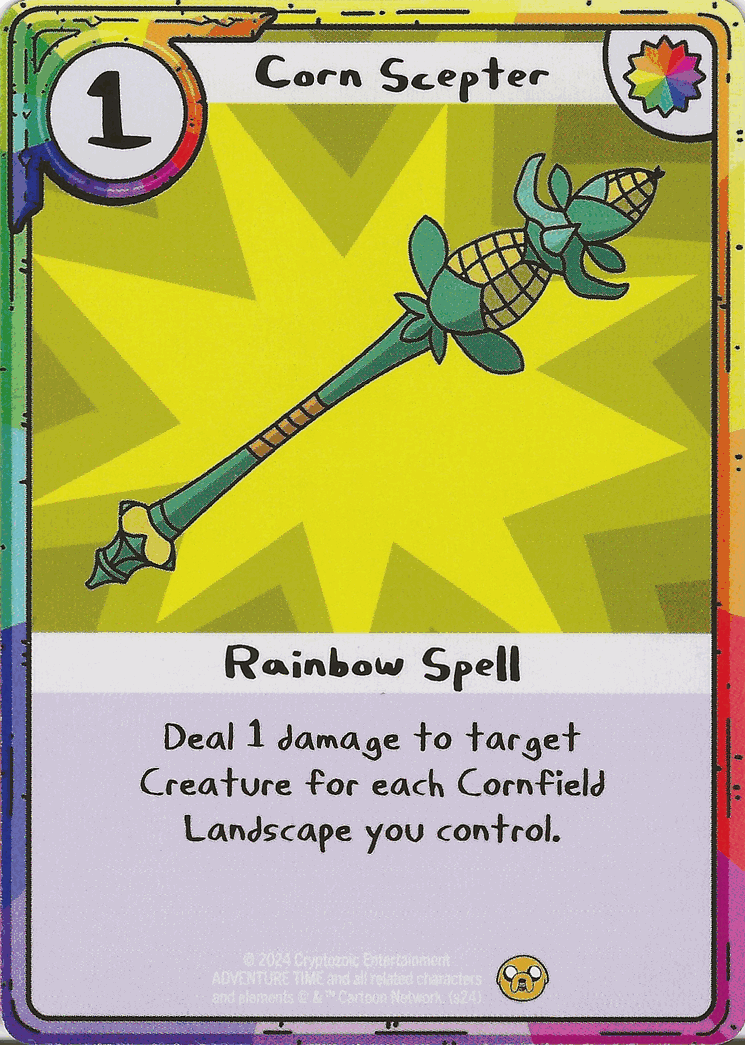 1
Corn Scepter
Rainbow Spell
Deal 1 damage to target
Creature for each Cornfield
Landscape you control.
© 2024 Cryptozoic Entertainment
ADVENTURE TIME and all related characters
and elements © & ™ Cartoon Network. (s24)